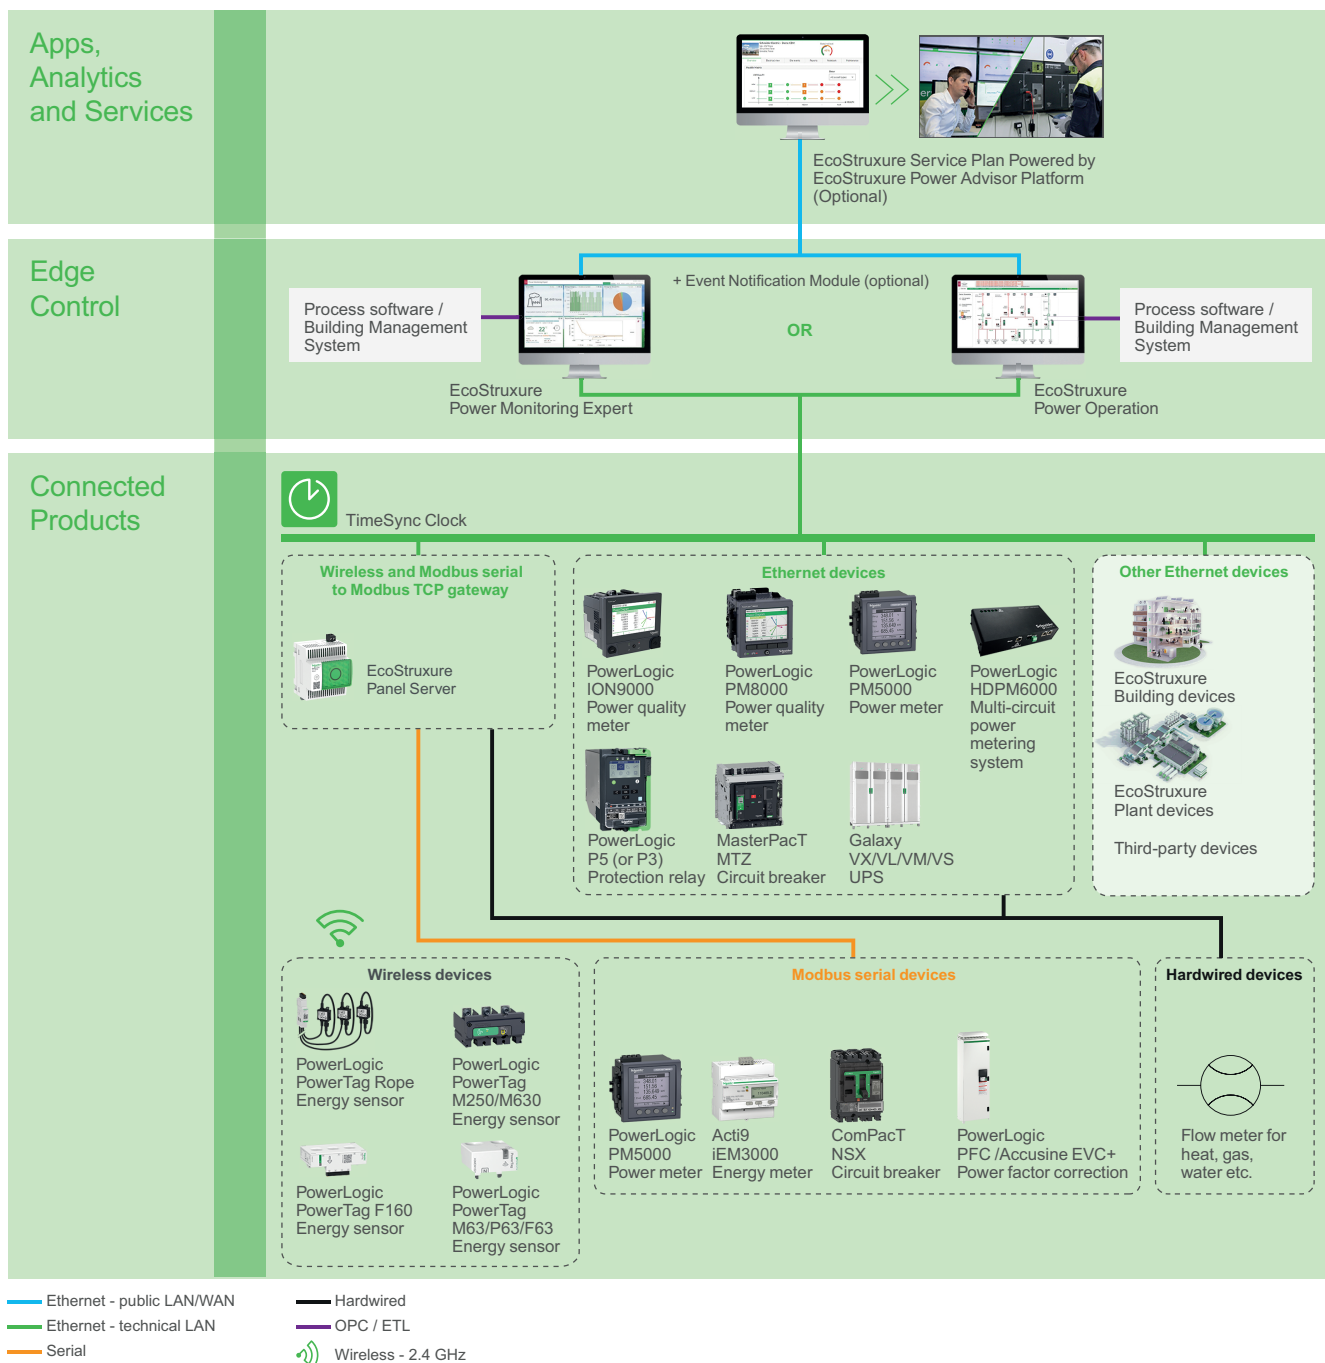 Apps,
Analytics
and Services
EcoStruxure Service Plan Powered by
EcoStruxure Power Advisor Platform
(Optional)
Edge
Control
+ Event Notification Module (optional)
Process software /
Building Management
System
OR
Process software /
Building Management
System
EcoStruxure
Power Monitoring Expert
EcoStruxure
Power Operation
Connected
Products
TimeSync Clock
Wireless and Modbus serial
to Modbus TCP gateway
EcoStruxure
Panel Server
Ethernet devices
PowerLogic
ION9000
Power quality
meter
PowerLogic
PM8000
Power quality
meter
PowerLogic
PM5000
Power meter
PowerLogic
HDPM6000
Multi-circuit
power
metering
system
PowerLogic
P5 (or P3)
Protection relay
MasterPacT
MTZ
Circuit breaker
Galaxy
VX/VL/VM/VS
UPS
Other Ethernet devices
EcoStruxure
Building devices
EcoStruxure
Plant devices
Third-party devices
Wireless devices
PowerLogic
PowerTag Rope
Energy sensor
PowerLogic
PowerTag
M250/M630
Energy sensor
PowerLogic
PowerTag F160
Energy sensor
PowerLogic
PowerTag
M63/P63/F63
Energy sensor
Modbus serial devices
PowerLogic
PM5000
Power meter
Acti9
iEM3000
Energy meter
ComPacT
NSX
Circuit breaker
PowerLogic
PFC /Accusine EVC+
Power factor correction
Hardwired devices
Flow meter for
heat, gas,
water etc.
Ethernet - public LAN/WAN
Ethernet - technical LAN
Serial
Hardwired
OPC / ETL
Wireless - 2.4 GHz